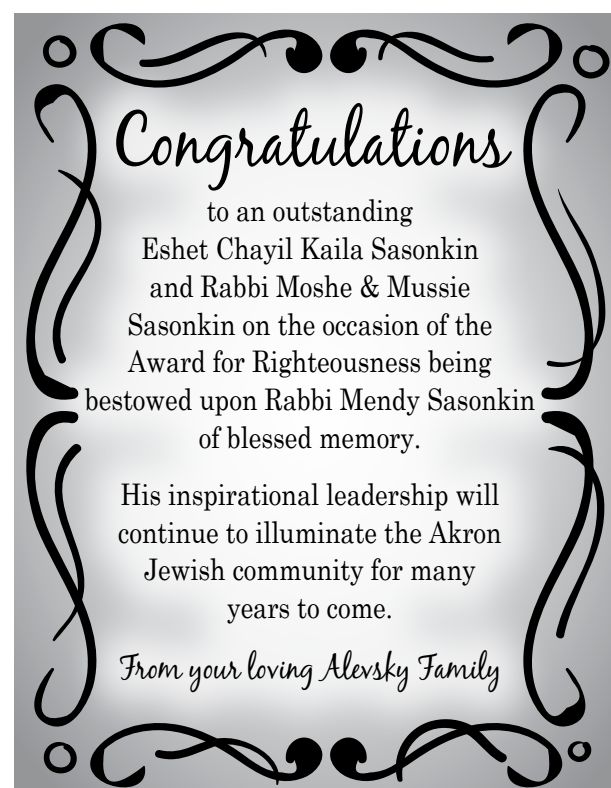 Congratulations
to an outstanding
Eshet Chayil Kaila Sasonkin
and Rabbi Moshe & Mussie
Sasonkin on the occasion of the
Award for Righteousness being
bestowed upon Rabbi Mendy Sasonkin
of blessed memory.
His inspirational leadership will
continue to illuminate the Akron
Jewish community for many
years to come.
From your loving Alevsky Family